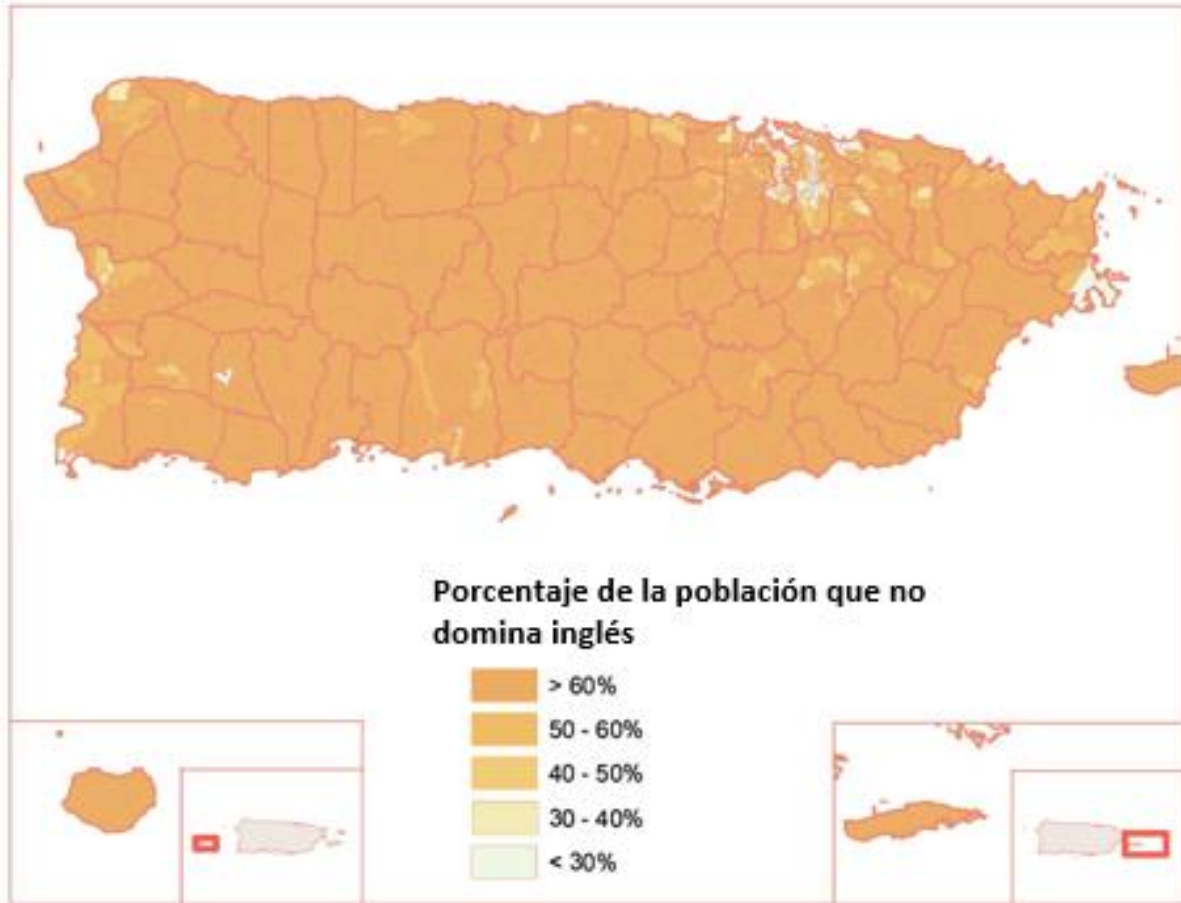 Porcentaje de la población que no
domina inglés
> 60%
50 - 60%
40 - 50%
30 - 40%
< 30%